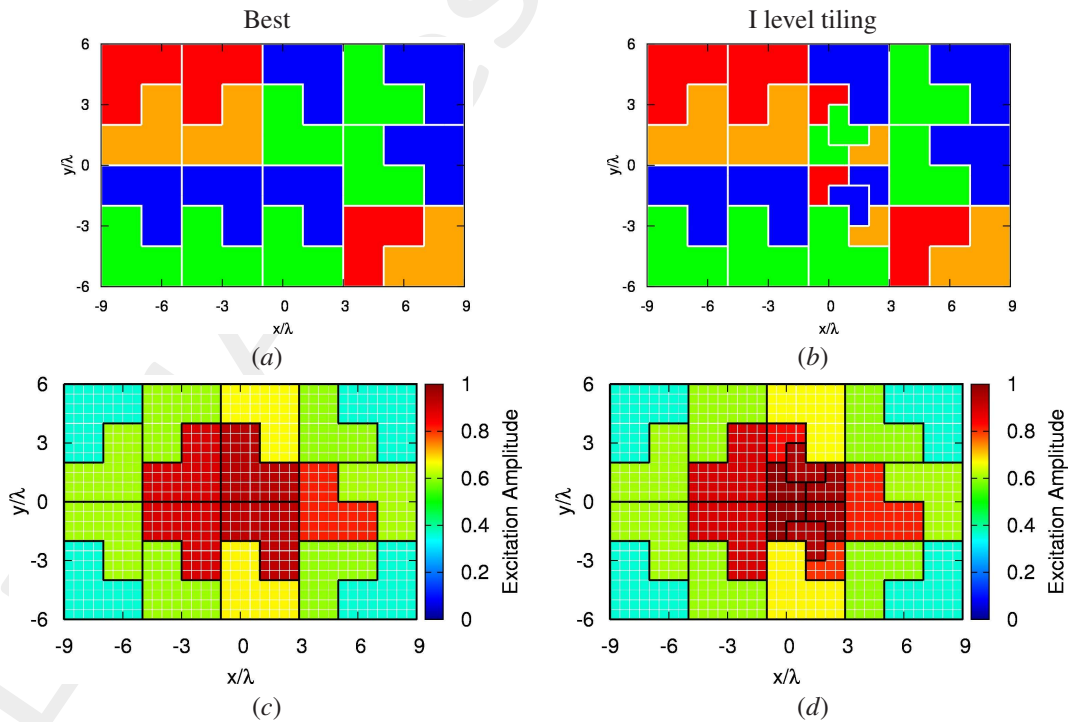 Best
I level tiling
6
3
0
-3
-6
y/λ
-9 -6 -3 0 3 6 9
x/λ
(a)
6
3
0
-3
-6
y/λ
-9 -6 -3 0 3 6 9
x/λ
(b)
6
3
0
-3
-6
y/λ
-9 -6 -3 0 3 6 9
x/λ
1
0.8
0.6
0.4
0.2
0
Excitation Amplitude
(c)
6
3
0
-3
-6
y/λ
-9 -6 -3 0 3 6 9
x/λ
1
0.8
0.6
0.4
0.2
0
Excitation Amplitude
(d)